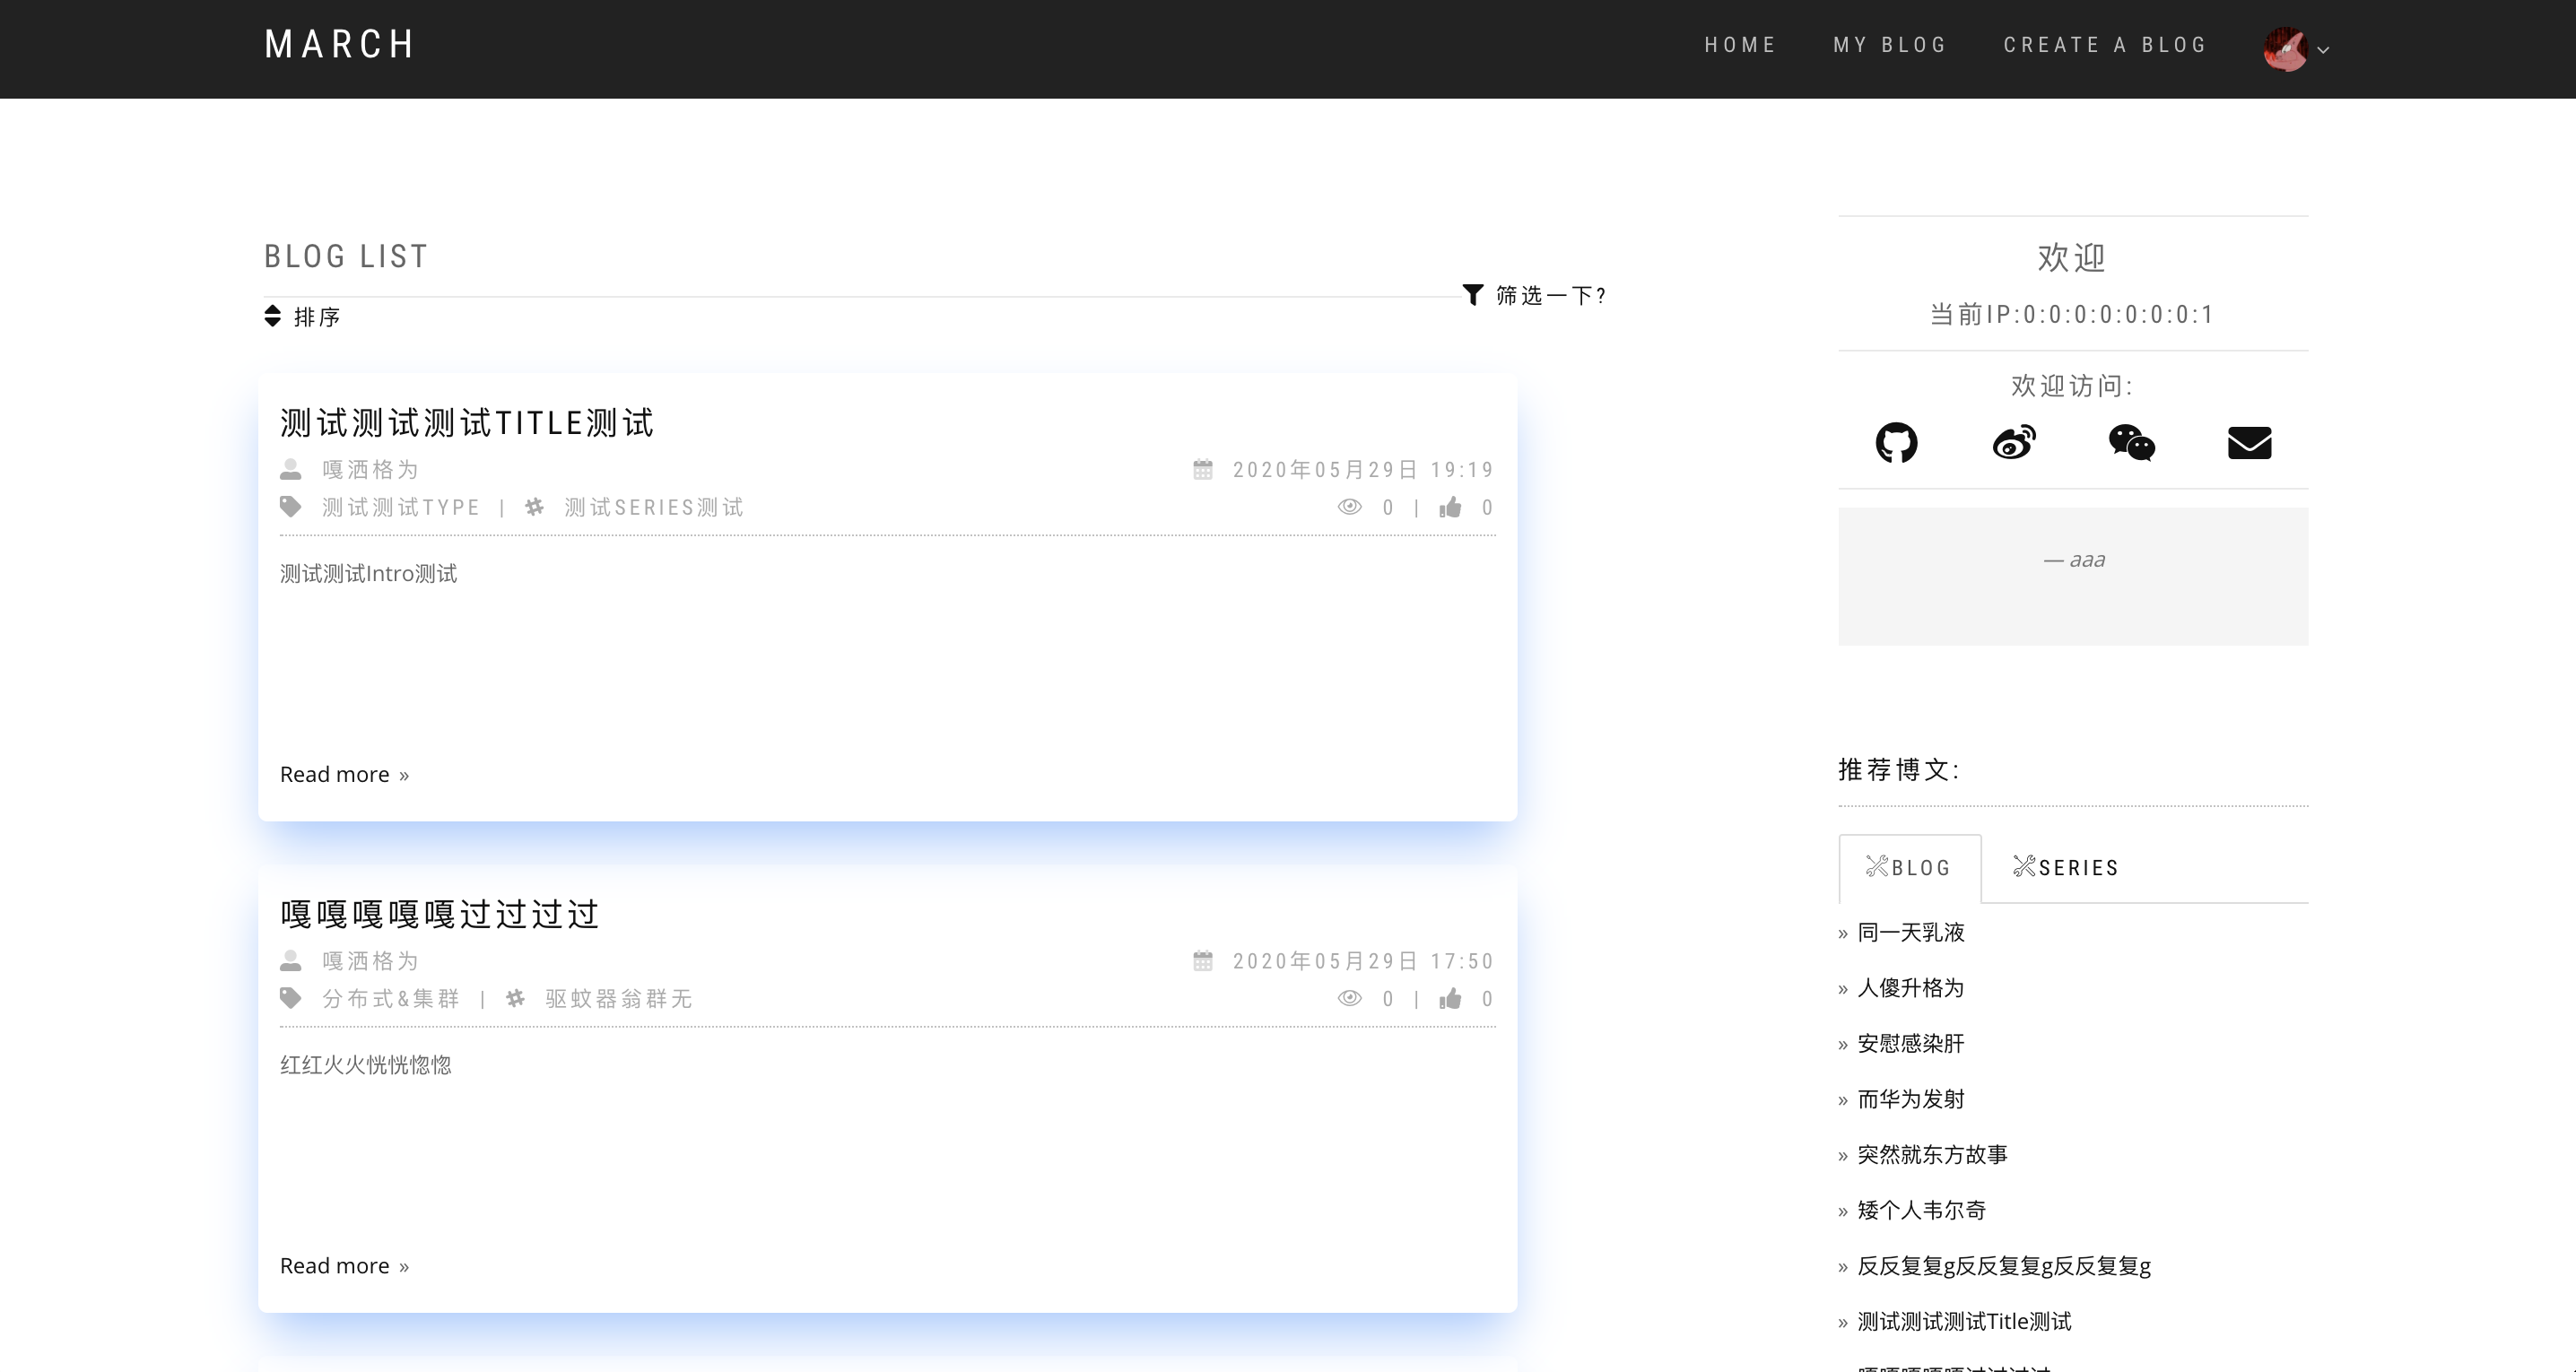 MARCH
HOME
MY BLOG
CREATE A BLOG
BLOG LIST
筛选一下?
排序
测试测试测试TITLE测试
嘎洒格为
2020年05月29日 19:19
测试测试TYPE | 测试SERIES测试
0 | 0
测试测试Intro测试
Read more »
嘎嘎嘎嘎嘎过过过过
嘎洒格为
2020年05月29日 17:50
分布式&集群 | 驱蚊器翁群无
0 | 0
红红火火恍恍惚惚
Read more »
欢迎
当前IP:0:0:0:0:0:0:0:1
欢迎访问:
— aaa
推荐博文:
BLOG
SERIES
» 同一天乳液
» 人傻升格为
» 安慰感染肝
» 而华为发射
» 突然就东方故事
» 矮个人韦尔奇
» 反反复复g反反复复g反反复复g
» 测试测试测试Title测试